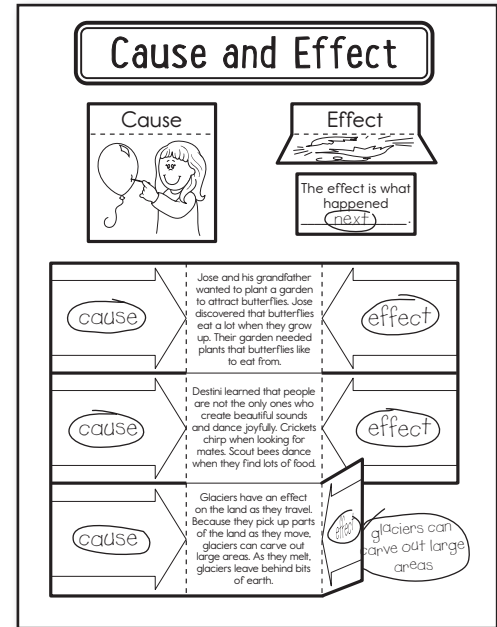 Cause and Effect
Cause
Effect
The effect is what
happened
next.
cause
Jose and his grandfather
wanted to plant a garden
to attract butterflies. Jose
discovered that butterflies
eat a lot when they grow
up. Their garden needed
plants that butterflies like
to eat from.
effect
cause
Destini learned that people
are not the only ones who
create beautiful sounds
and dance joyfully. Crickets
chirp when looking for
mates. Scout bees dance
when they find lots of food.
effect
cause
Glaciers have an effect
on the land as they travel.
Because they pick up parts
of the land as they move,
glaciers can carve out
large areas. As they melt,
glaciers leave behind bits
of earth.
effect
glaciers can
carve out large
areas